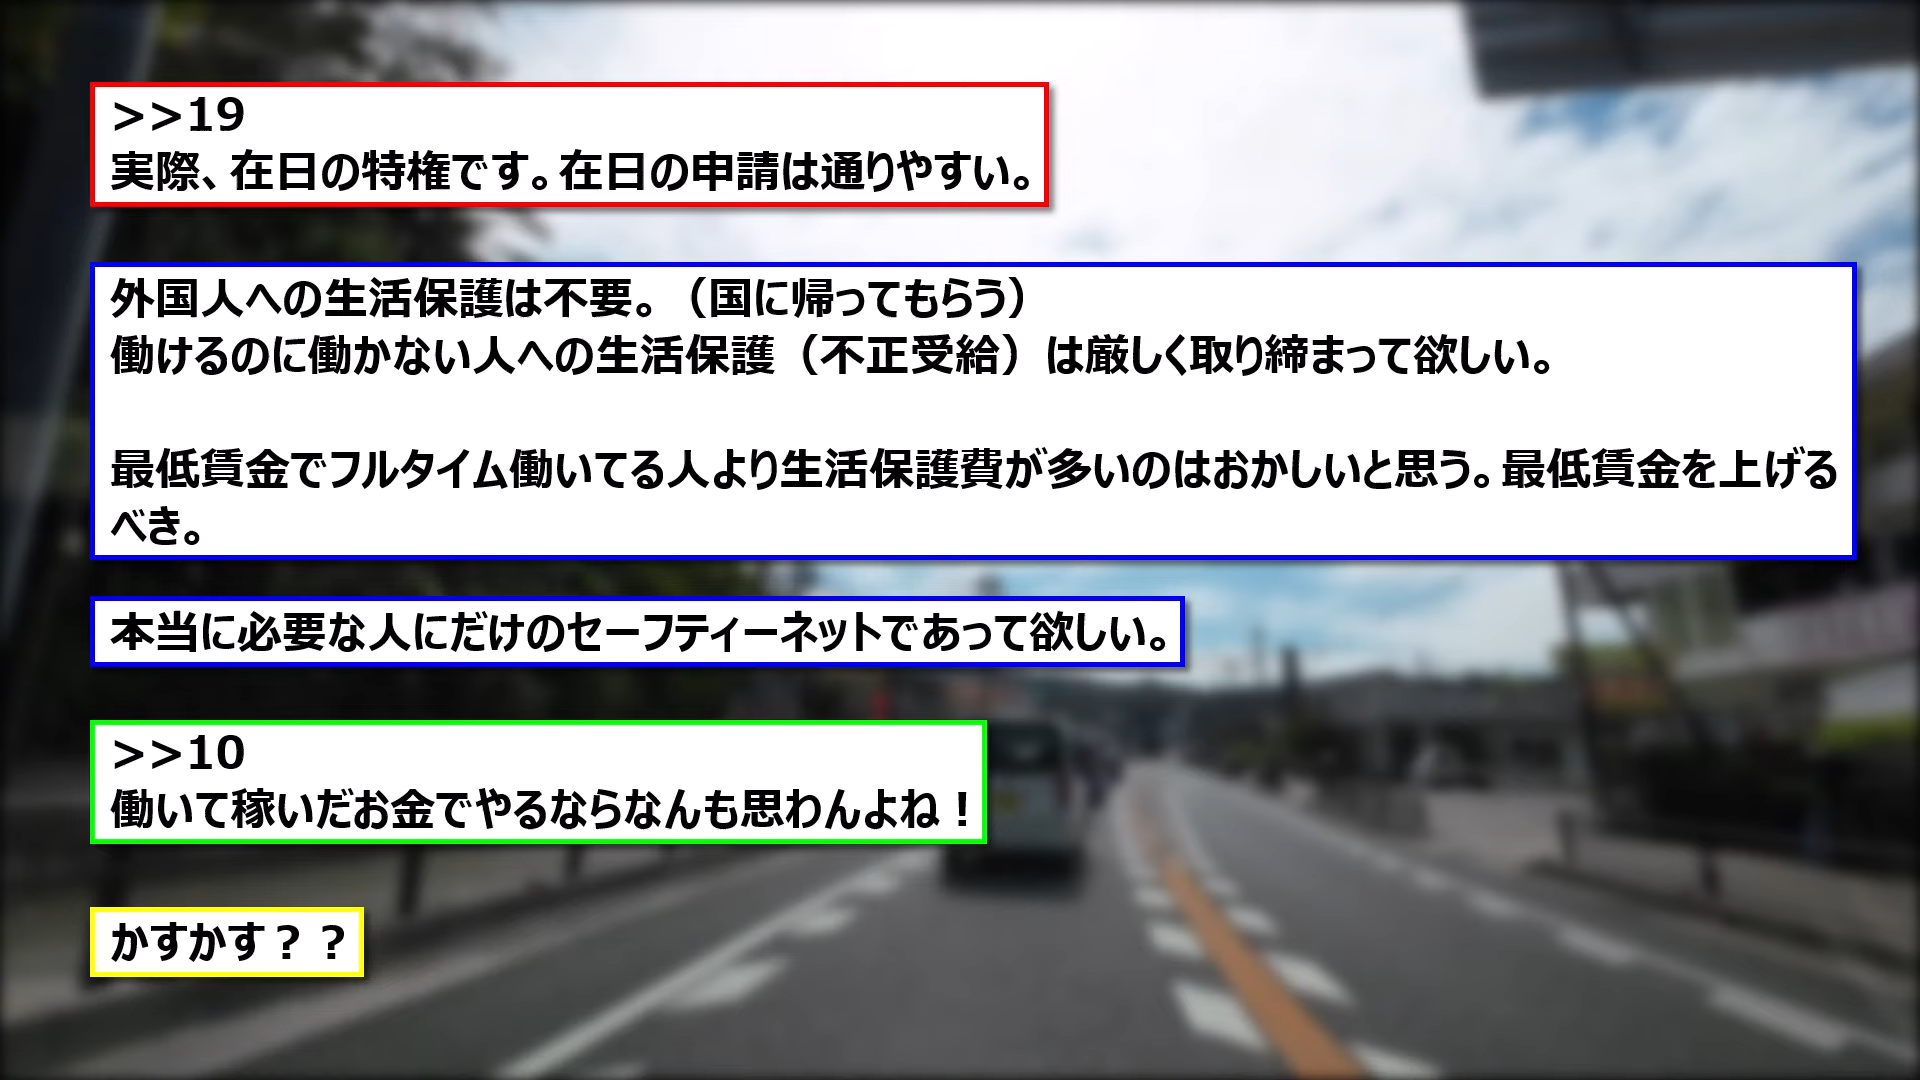 >>19
実際、在日の特権です。在日の申請は通りやすい。
外国人への生活保護は不要。（国に帰ってもらう）
働けるのに働かない人への生活保護（不正受給）は厳しく取り締まって欲しい。
最低賃金でフルタイム働いてる人より生活保護費が多いのはおかしいと思う。最低賃金を上げる
べき。
本当に必要な人にだけのセーフティーネットであって欲しい。
>>10
働いて稼いだお金でやるならなんも思わんよね！
かすかす？？